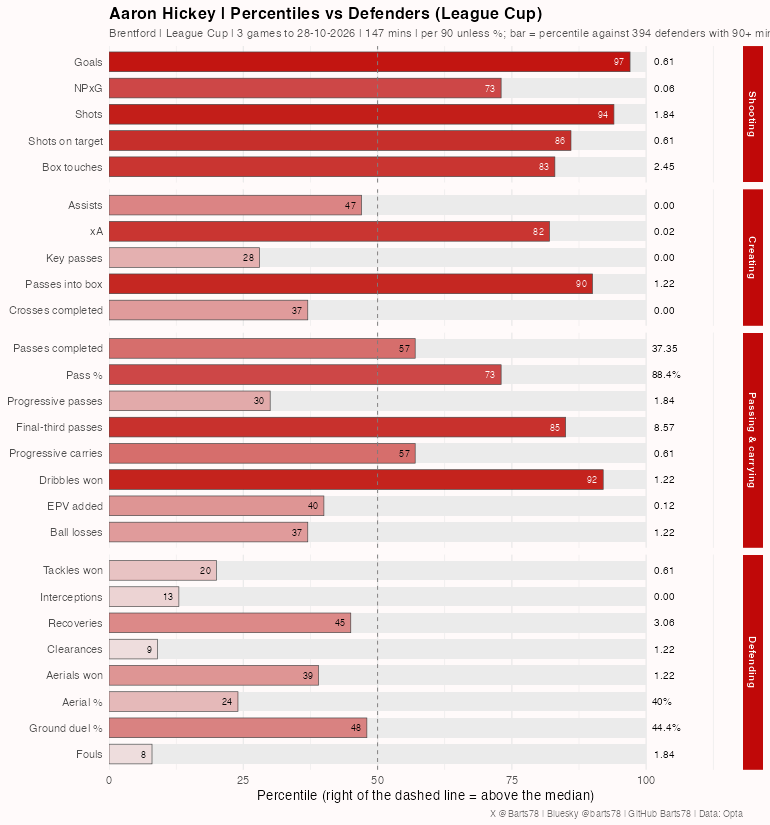 Aaron Hickey | Percentiles vs Defenders (League Cup)
Brentford | League Cup | 3 games to 28-10-2026 | 147 mins | per 90 unless %; bar = percentile against 394 defenders with 90+ min
Goals 97 0.61
NPxG 73 0.06
Shots 94 1.84
Shots on target 86 0.61
Box touches 83 2.45
Shooting
Assists 47 0.00
xA 82 0.02
Key passes 28 0.00
Passes into box 90 1.22
Crosses completed 37 0.00
Creating
Passes completed 57 37.35
Pass % 73 88.4%
Progressive passes 30 1.84
Final-third passes 85 8.57
Progressive carries 57 0.61
Dribbles won 92 1.22
EPV added 40 0.12
Ball losses 37 1.22
Passing & carrying
Tackles won 20 0.61
Interceptions 13 0.00
Recoveries 45 3.06
Clearances 9 1.22
Aerials won 39 1.22
Aerial % 24 40%
Ground duel % 48 44.4%
Fouls 8 1.84
Defending
0 25 50 75 100
Percentile (right of the dashed line = above the median)
X @Barts78 | Bluesky @barts78 | GitHub Barts78 | Data: Opta